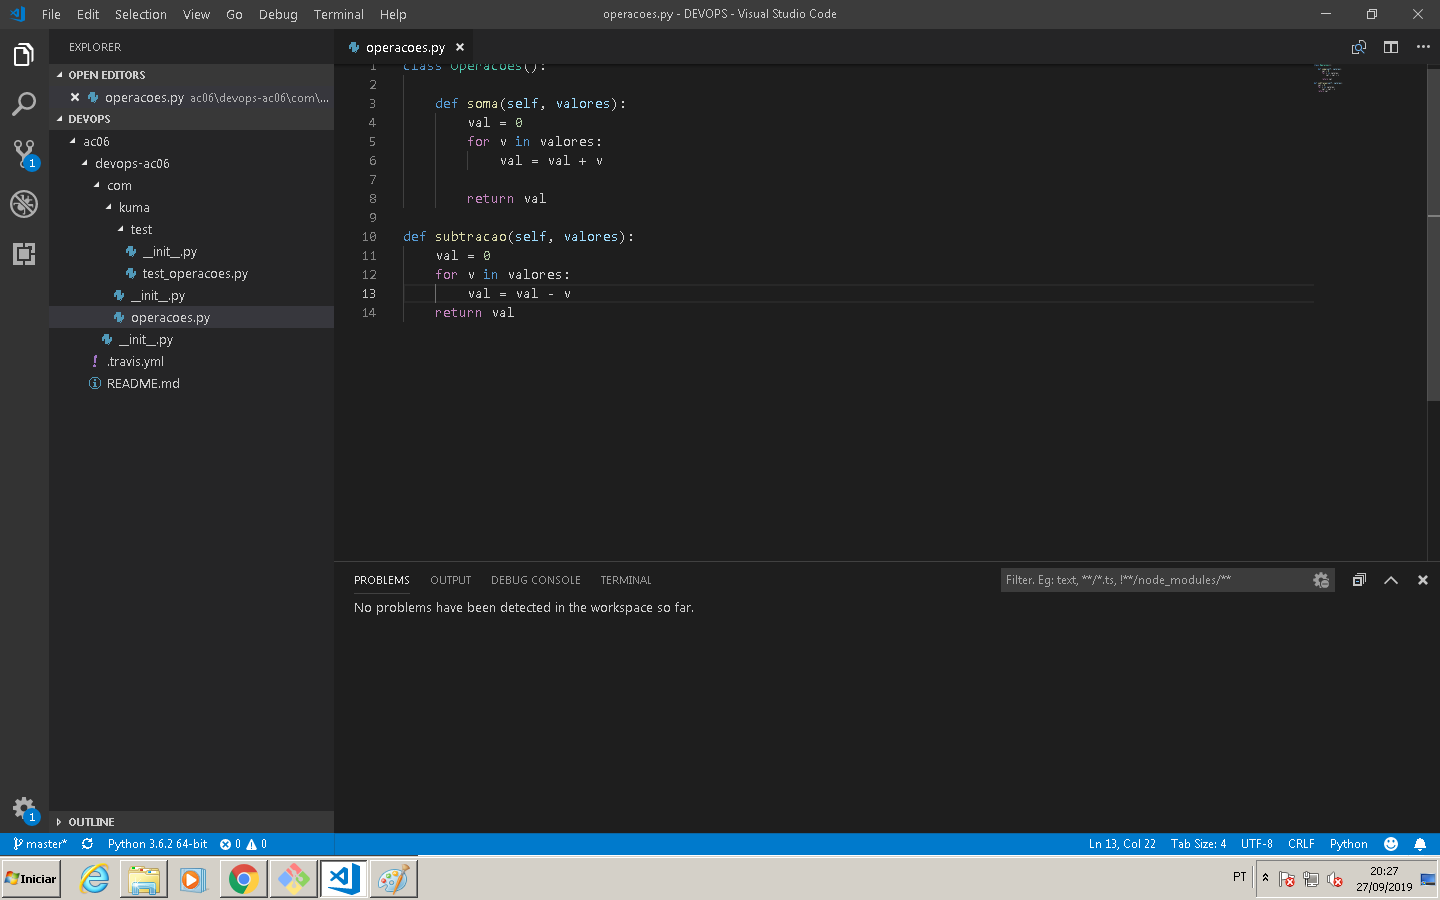 File Edit Selection View Go Debug Terminal Help
operacoes.py - DEVOPS - Visual Studio Code
EXPLORER
OPEN EDITORS
operacoes.py ac06\devops-ac06\com\...
DEVOPS
ac06
devops-ac06
com
kuma
test
__init__.py
test_operacoes.py
__init__.py
operacoes.py
__init__.py
.travis.yml
README.md
OUTLINE
1
1
operacoes.py
1 class Operacoes():
2
3 def soma(self, valores):
4 val = 0
5 for v in valores:
6 val = val + v
7
8 return val
9
10 def subtracao(self, valores):
11 val = 0
12 for v in valores:
13 val = val - v
14 return val
PROBLEMS OUTPUT DEBUG CONSOLE TERMINAL
Filter. Eg: text, **/*.ts, !**/node_modules/**
No problems have been detected in the workspace so far.
master* Python 3.6.2 64-bit 0 0
Ln 13, Col 22 Tab Size: 4 UTF-8 CRLF Python
Iniciar
PT
20:27
27/09/2019